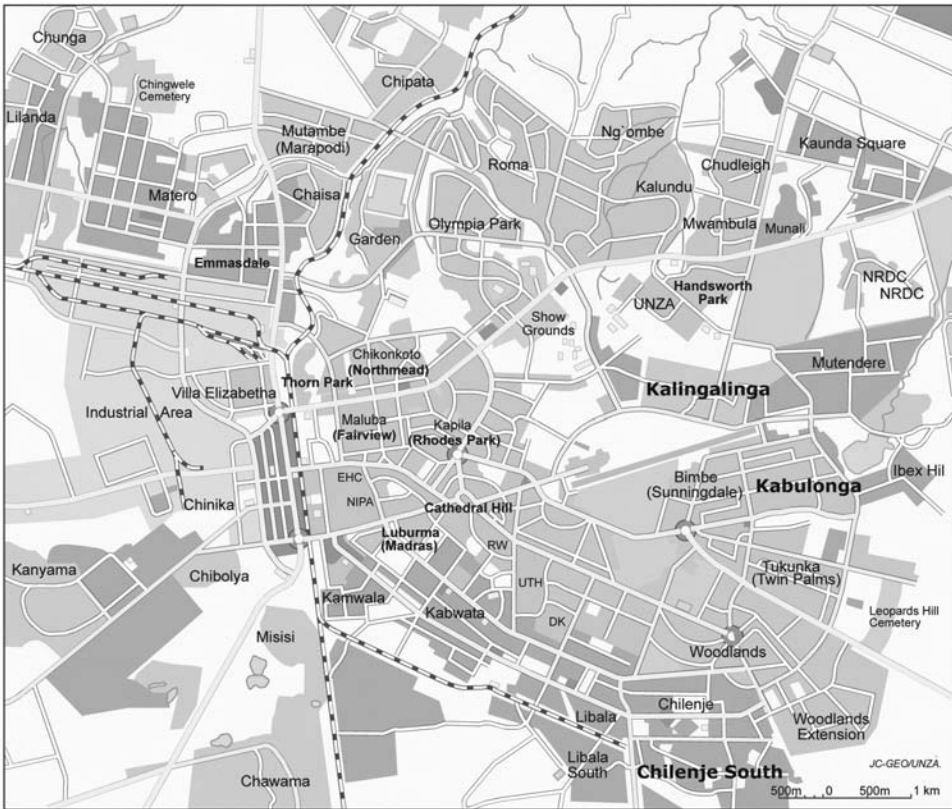 Chunga
Chipata
Chingwele
Cemetery
Lilanda
Mutambe
(Marapodi)
Ng`ombe
Kaunda Square
Roma
Chudleigh
Matero
Chaisa
Kalundu
Garden
Olympia Park
Mwambula
Munali
Emmasdale
NRDC
NRDC
Handsworth
Park
UNZA
Show
Grounds
Chikonkoto
(Northmead)
Mutendere
Thorn Park
Villa Elizabetha
Kalingalinga
Industrial Area
Maluba
(Fairview)
Kapila
(Rhodes Park)
Ibex Hil
EHC
Bimbe
(Sunningdale)
Kabulonga
NIPA
Chinika
Cathedral Hill
Luburma
(Madras)
RW
Kanyama
Chibolya
Tukunka
(Twin Palms)
UTH
Kamwala
Kabwata
Leopards Hill
Cemetery
DK
Misisi
Woodlands
Chilenje
Libala
Woodlands
Extension
Libala
South
Chilenje South
JC-GEO/UNZA.
Chawama
500m 0 500m 1 km